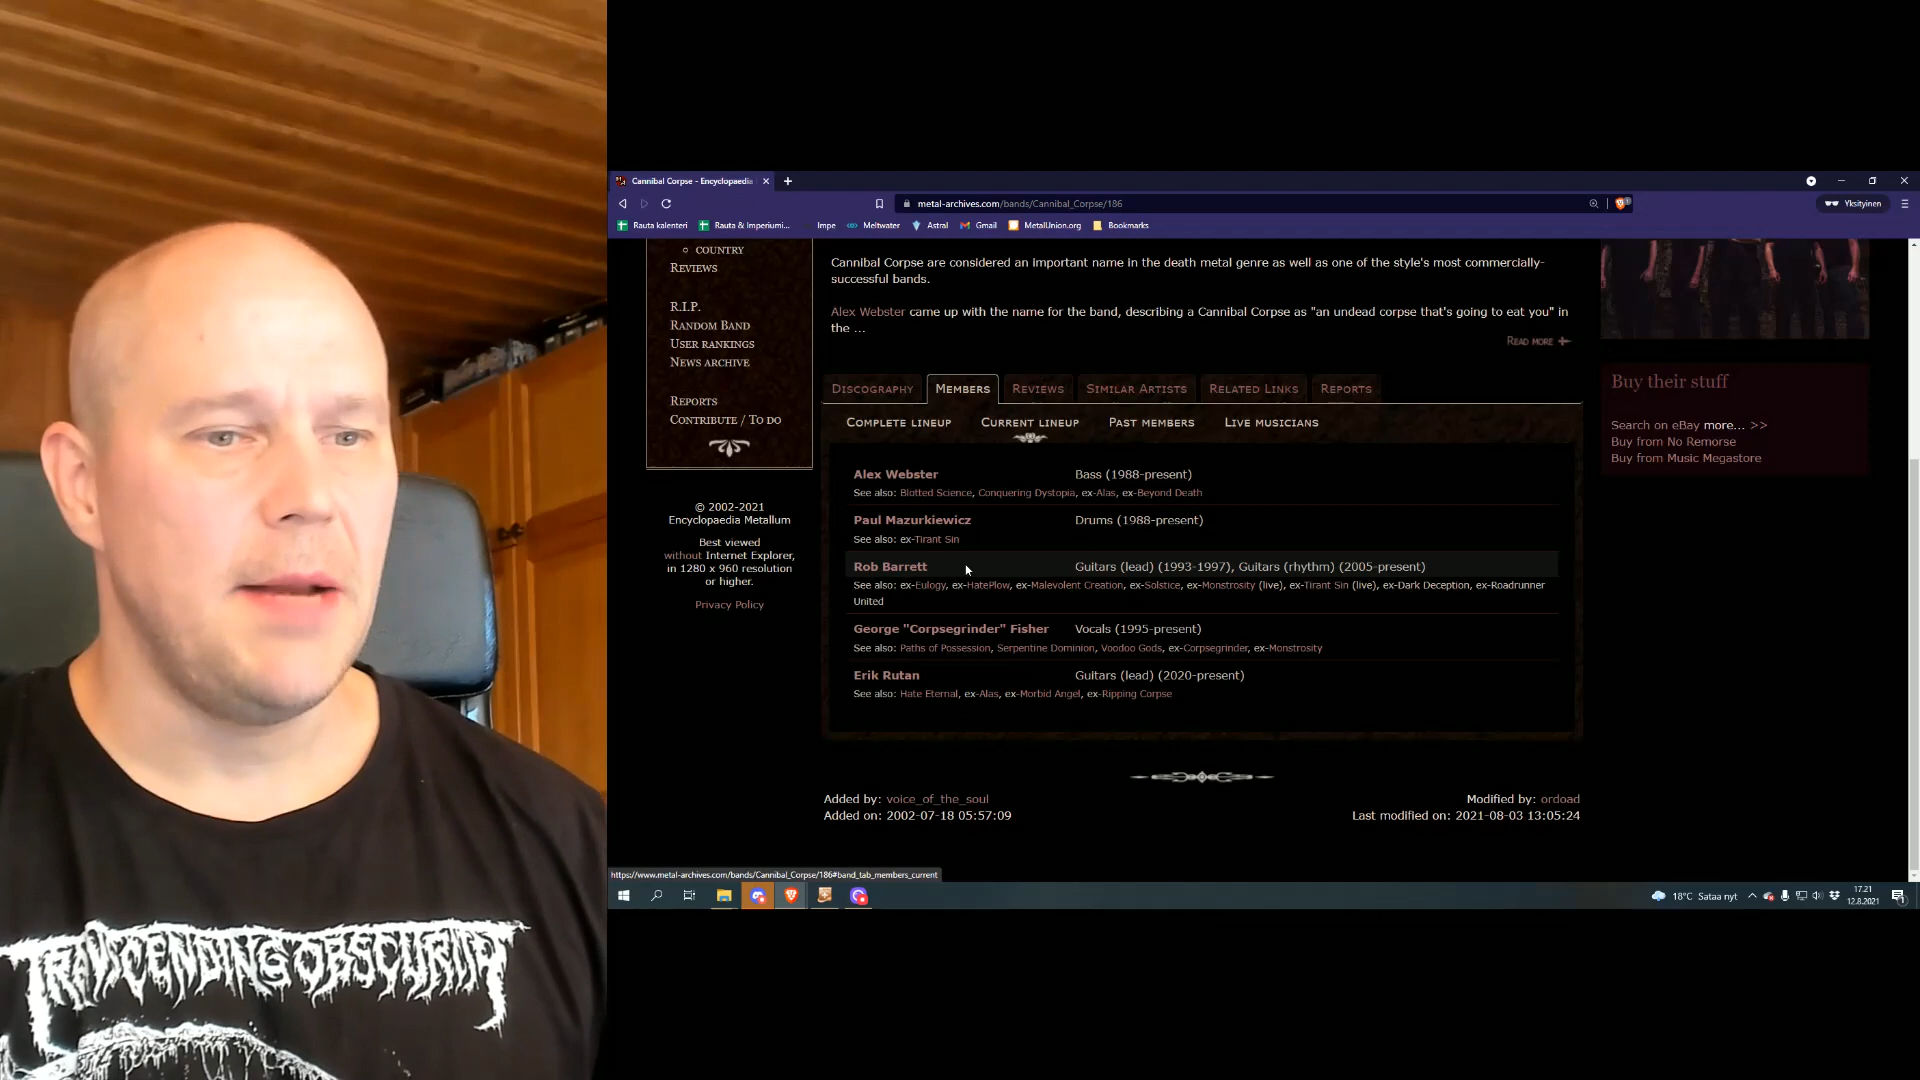 Cannibal Corpse - Encyclopaedia
metal-archives.com/bands/Cannibal_Corpse/186
Yksityinen
Rauta kalenteri
Rauta & Imperiumi...
Impe
Meltwater
Astral
Gmail
MetalUnion.org
Bookmarks
COUNTRY
REVIEWS
R.I.P.
RANDOM BAND
USER RANKINGS
NEWS ARCHIVE
REPORTS
CONTRIBUTE / TO DO
© 2002-2021
Encyclopaedia Metallum
Best viewed
without Internet Explorer,
in 1280 x 960 resolution
or higher.
Privacy Policy
Cannibal Corpse are considered an important name in the death metal genre as well as one of the style's most commercially-
successful bands.
Alex Webster came up with the name for the band, describing a Cannibal Corpse as "an undead corpse that's going to eat you" in
the ...
READ MORE
DISCOGRAPHY
MEMBERS
REVIEWS
SIMILAR ARTISTS
RELATED LINKS
REPORTS
COMPLETE LINEUP
CURRENT LINEUP
PAST MEMBERS
LIVE MUSICIANS
Alex Webster Bass (1988-present)
See also: Blotted Science, Conquering Dystopia, ex-Alas, ex-Beyond Death
Paul Mazurkiewicz Drums (1988-present)
See also: ex-Tirant Sin
Rob Barrett Guitars (lead) (1993-1997), Guitars (rhythm) (2005-present)
See also: ex-Eulogy, ex-HatePlow, ex-Malevolent Creation, ex-Solstice, ex-Monstrosity (live), ex-Tirant Sin (live), ex-Dark Deception, ex-Roadrunner
United
George "Corpsegrinder" Fisher Vocals (1995-present)
See also: Paths of Possession, Serpentine Dominion, Voodoo Gods, ex-Corpsegrinder, ex-Monstrosity
Erik Rutan Guitars (lead) (2020-present)
See also: Hate Eternal, ex-Alas, ex-Morbid Angel, ex-Ripping Corpse
Buy their stuff
Search on eBay more... >>
Buy from No Remorse
Buy from Music Megastore
Added by: voice_of_the_soul
Added on: 2002-07-18 05:57:09
Modified by: ordoad
Last modified on: 2021-08-03 13:05:24
https://www.metal-archives.com/bands/Cannibal_Corpse/186#band_tab_members_current
18°C Sataa nyt
17.21
12.8.2021
TRANSCENDING OBSCURITY